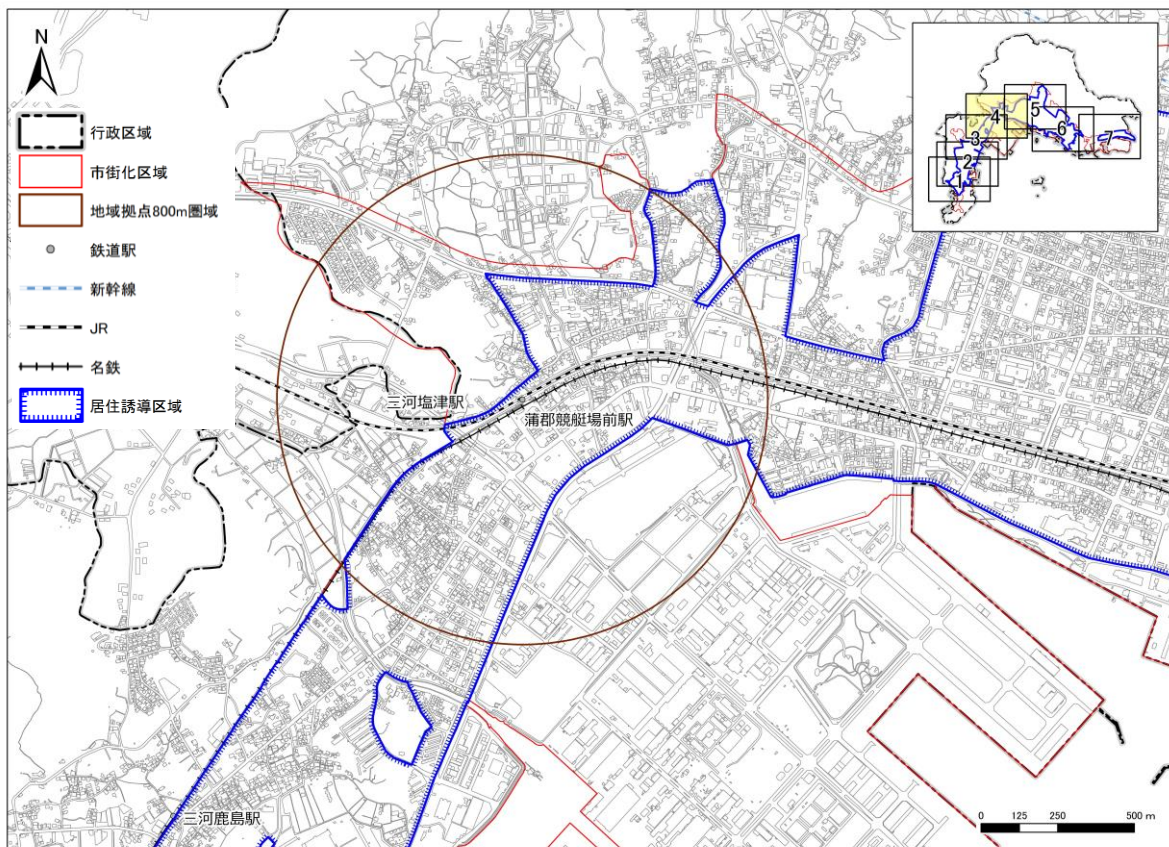 N
行政区域
市街化区域
地域拠点800m圏域
鉄道駅
新幹線
JR
名鉄
居住誘導区域
三河塩津駅
蒲郡競艇場前駅
三河鹿島駅
1
2
3
4
5
6
7
0 125 250 500 m